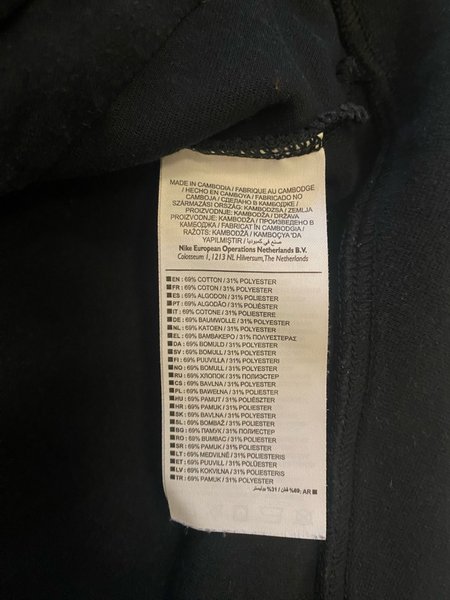 MADE IN CAMBODIA / FABRIQUE AU CAMBODGE
/ HECHO EN CAMBOYA / FABRICADO NO
CAMBOJA / СДЕЛАНО В КАМБОДЖЕ /
SZÁRMAZÁSI ORSZÁG: KAMBODZSA / ZEMLJA
PROIZVODNJE: KAMBODŽA / DRŽAVA
PROIZVODNJE: KAMBODŽA / ПРОИЗВЕДЕНО В
КАМБОДЖА / FABRICAT ÎN CAMBODGIA /
RAŽOTS: KAMBODŽĀ / KAMBOÇYA'DA
YAPILMIŞTIR / صنع في كمبوديا
Nike European Operations Netherlands B.V.
Colosseum 1, 1213 NL Hilversum, The Netherlands
EN: 69% COTTON / 31% POLYESTER
FR: 69% COTON / 31% POLYESTER
ES: 69% ALGODON / 31% POLIESTER
PT: 69% ALGODÃO / 31% POLIÉSTER
IT: 69% COTONE / 31% POLIESTERE
DE: 69% BAUMWOLLE / 31% POLYESTER
NL: 69% KATOEN / 31% POLYESTER
EL: 69% ΒΑΜΒΑΚΕΡΟ / 31% ΠΟΛΥΕΣΤΕΡΑΣ
DA: 69% BOMULD / 31% POLYESTER
SV: 69% BOMULL / 31% POLYESTER
FI: 69% PUUVILLA / 31% POLYESTERI
NO: 69% BOMULL / 31% POLYESTER
RU: 69% ХЛОПОК / 31% ПОЛИЭСТЕР
CS: 69% BAVLNA / 31% POLYESTER
PL: 69% BAWEŁNA / 31% POLYESTER
HU: 69% PAMUT / 31% POLIÉSZTER
HR: 69% PAMUK / 31% POLIESTER
SK: 69% BAVLNA / 31% POLYESTER
SL: 69% BOMBAŽ / 31% POLIESTER
BG: 69% ПАМУК / 31% ПОЛИЕСТЕР
RO: 69% BUMBAC / 31% POLIESTER
SR: 69% PAMUK / 31% POLIESTER
LT: 69% MEDVILNĖ / 31% POLIESTERIS
ET: 69% PUUVILL / 31% POLÜESTER
LV: 69% KOKVILNA / 31% POLIESTERIS
TR: 69% PAMUK / 31% POLYESTER
AR: 69% قطن / 31% بوليستر